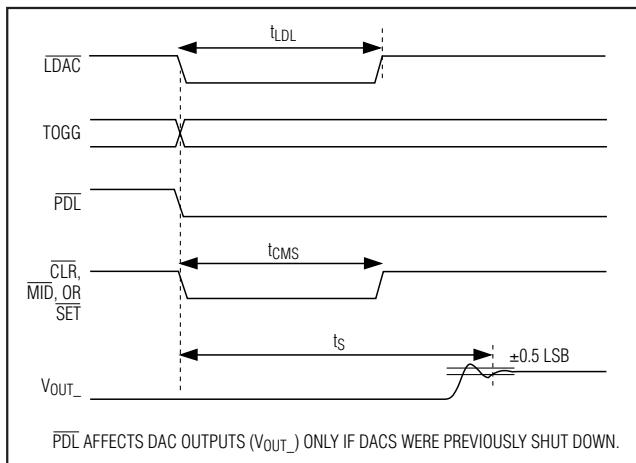 tLDL
LDAC
TOGG
PDL
tCMS
CLR,
MID, OR
SET
tS
±0.5 LSB
VOUT_
PDL AFFECTS DAC OUTPUTS (VOUT_) ONLY IF DACS WERE PREVIOUSLY SHUT DOWN.